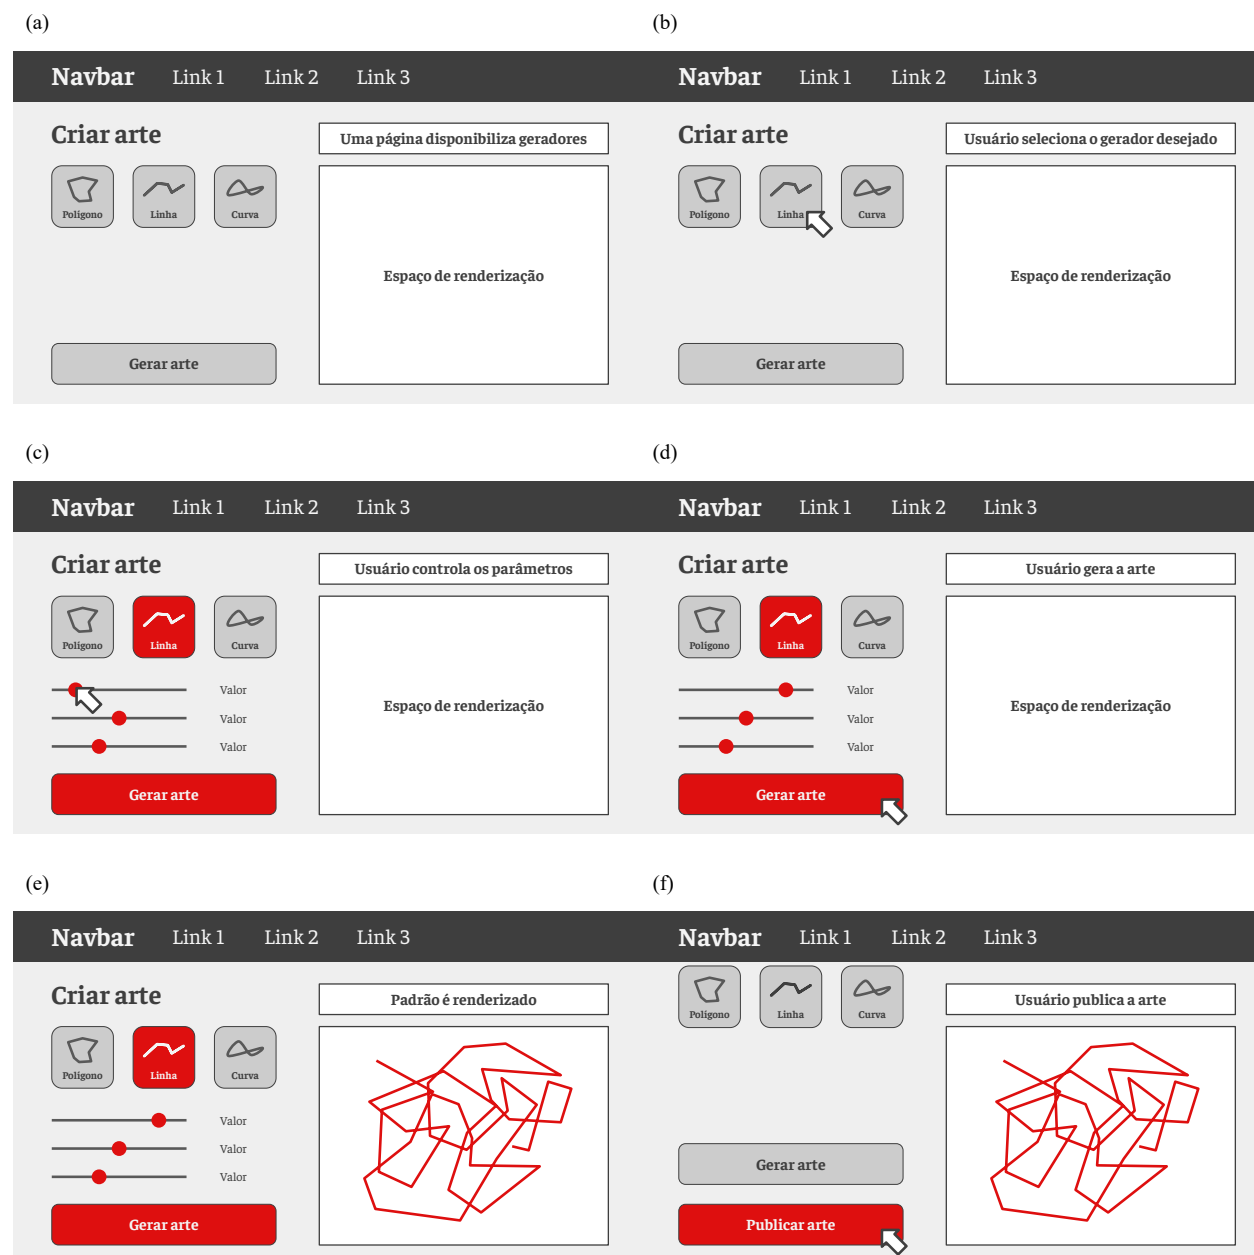 (a)
Navbar Link 1 Link 2 Link 3
Criar arte
Uma página disponibiliza geradores
Polígono Linha Curva
Espaço de renderização
Gerar arte
(b)
Navbar Link 1 Link 2 Link 3
Criar arte
Usuário seleciona o gerador desejado
Polígono Linha Curva
Espaço de renderização
Gerar arte
(c)
Navbar Link 1 Link 2 Link 3
Criar arte
Usuário controla os parâmetros
Polígono Linha Curva
Valor
Espaço de renderização
Valor
Valor
Gerar arte
(d)
Navbar Link 1 Link 2 Link 3
Criar arte
Usuário gera a arte
Polígono Linha Curva
Valor
Espaço de renderização
Valor
Valor
Gerar arte
(e)
Navbar Link 1 Link 2 Link 3
Criar arte
Padrão é renderizado
Polígono Linha Curva
Valor
Valor
Valor
Gerar arte
(f)
Navbar Link 1 Link 2 Link 3
Usuário publica a arte
Polígono Linha Curva
Gerar arte
Publicar arte